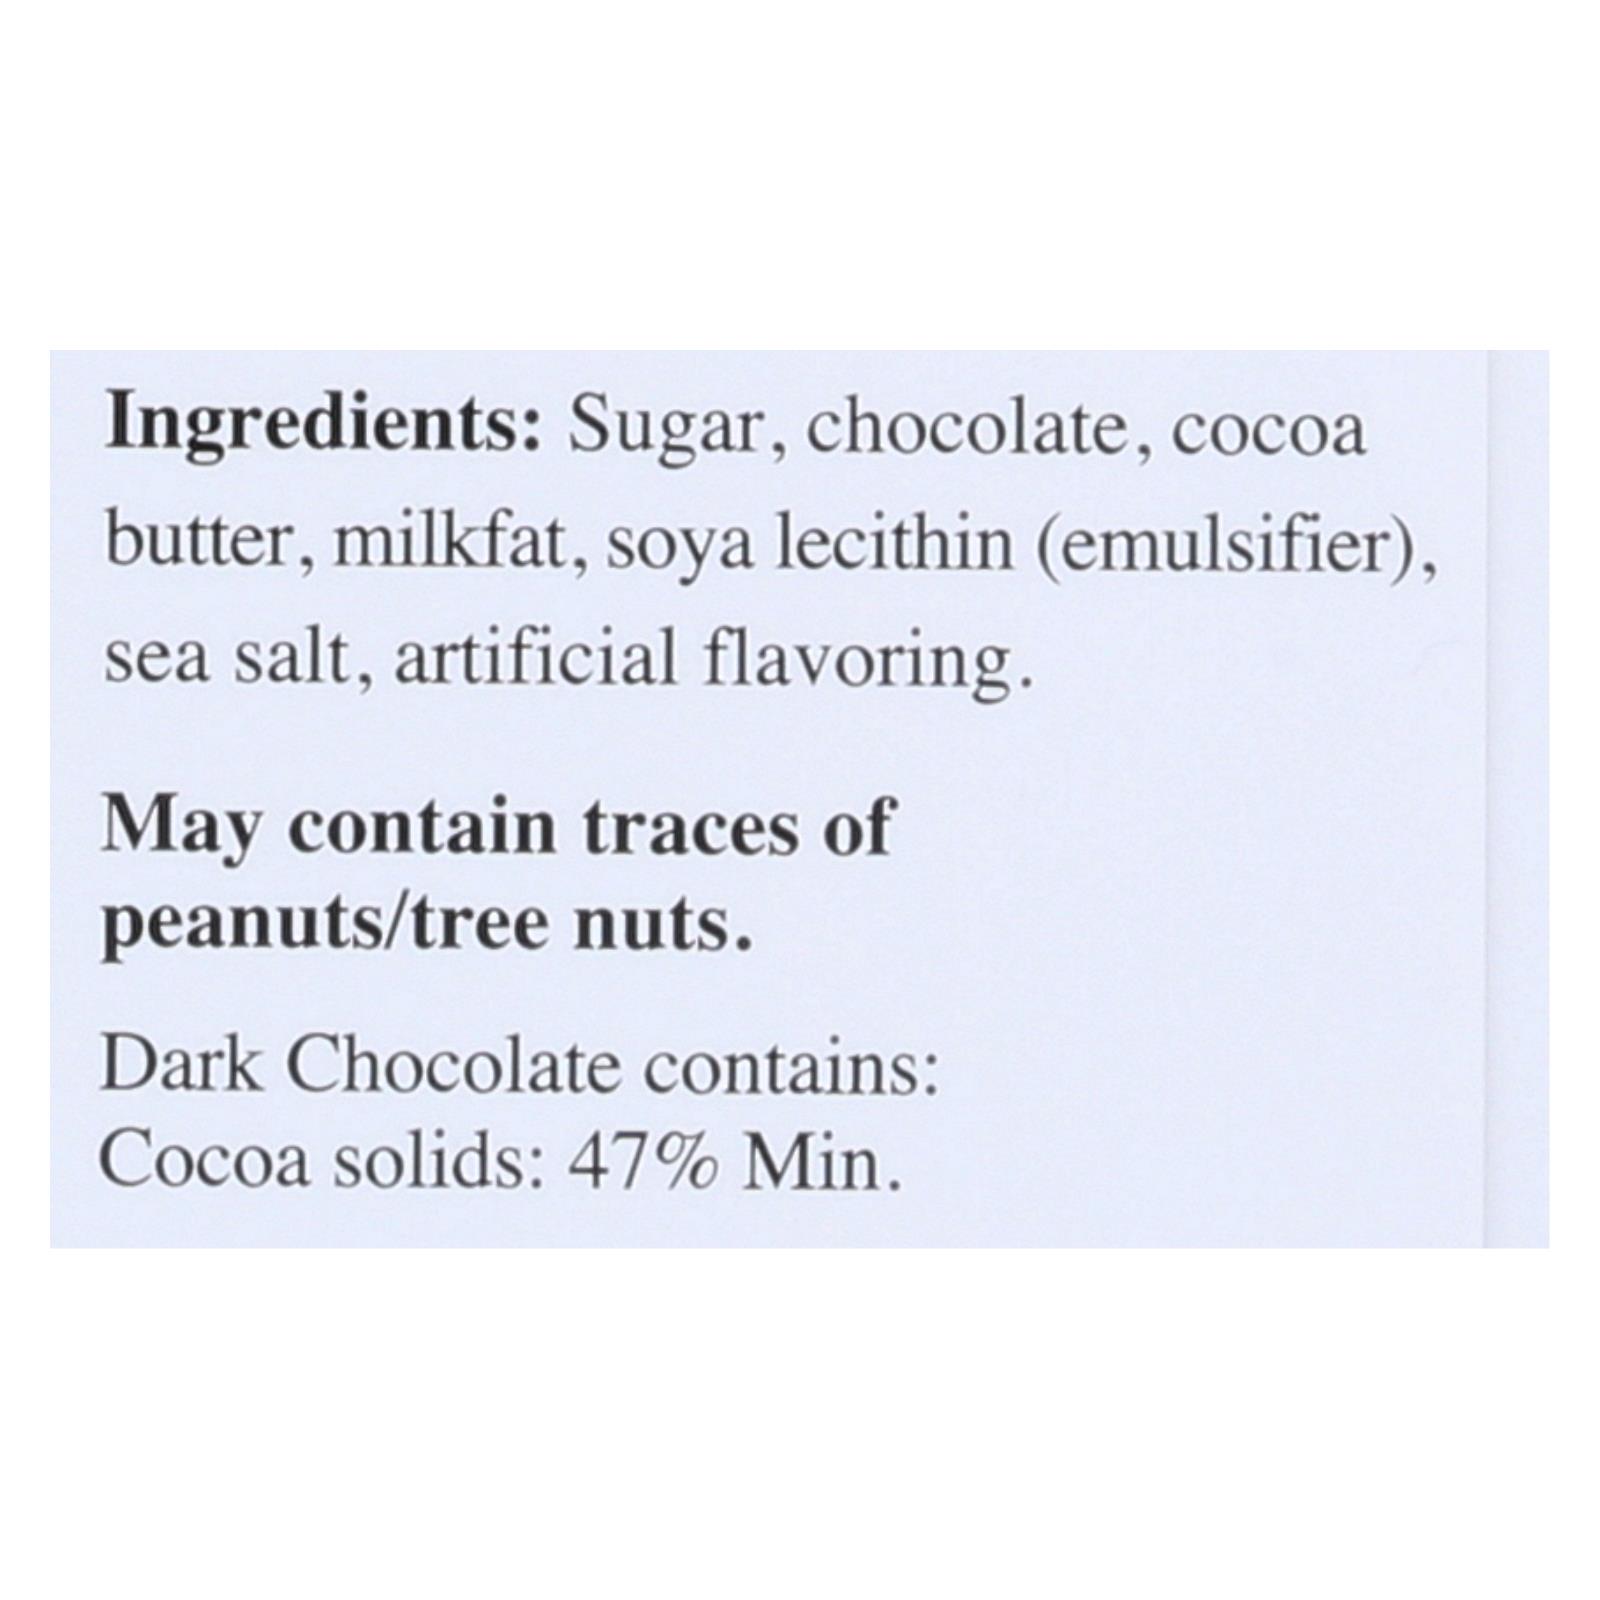 Ingredients: Sugar, chocolate, cocoa
butter, milkfat, soya lecithin (emulsifier),
sea salt, artificial flavoring.
May contain traces of
peanuts/tree nuts.
Dark Chocolate contains:
Cocoa solids: 47% Min.